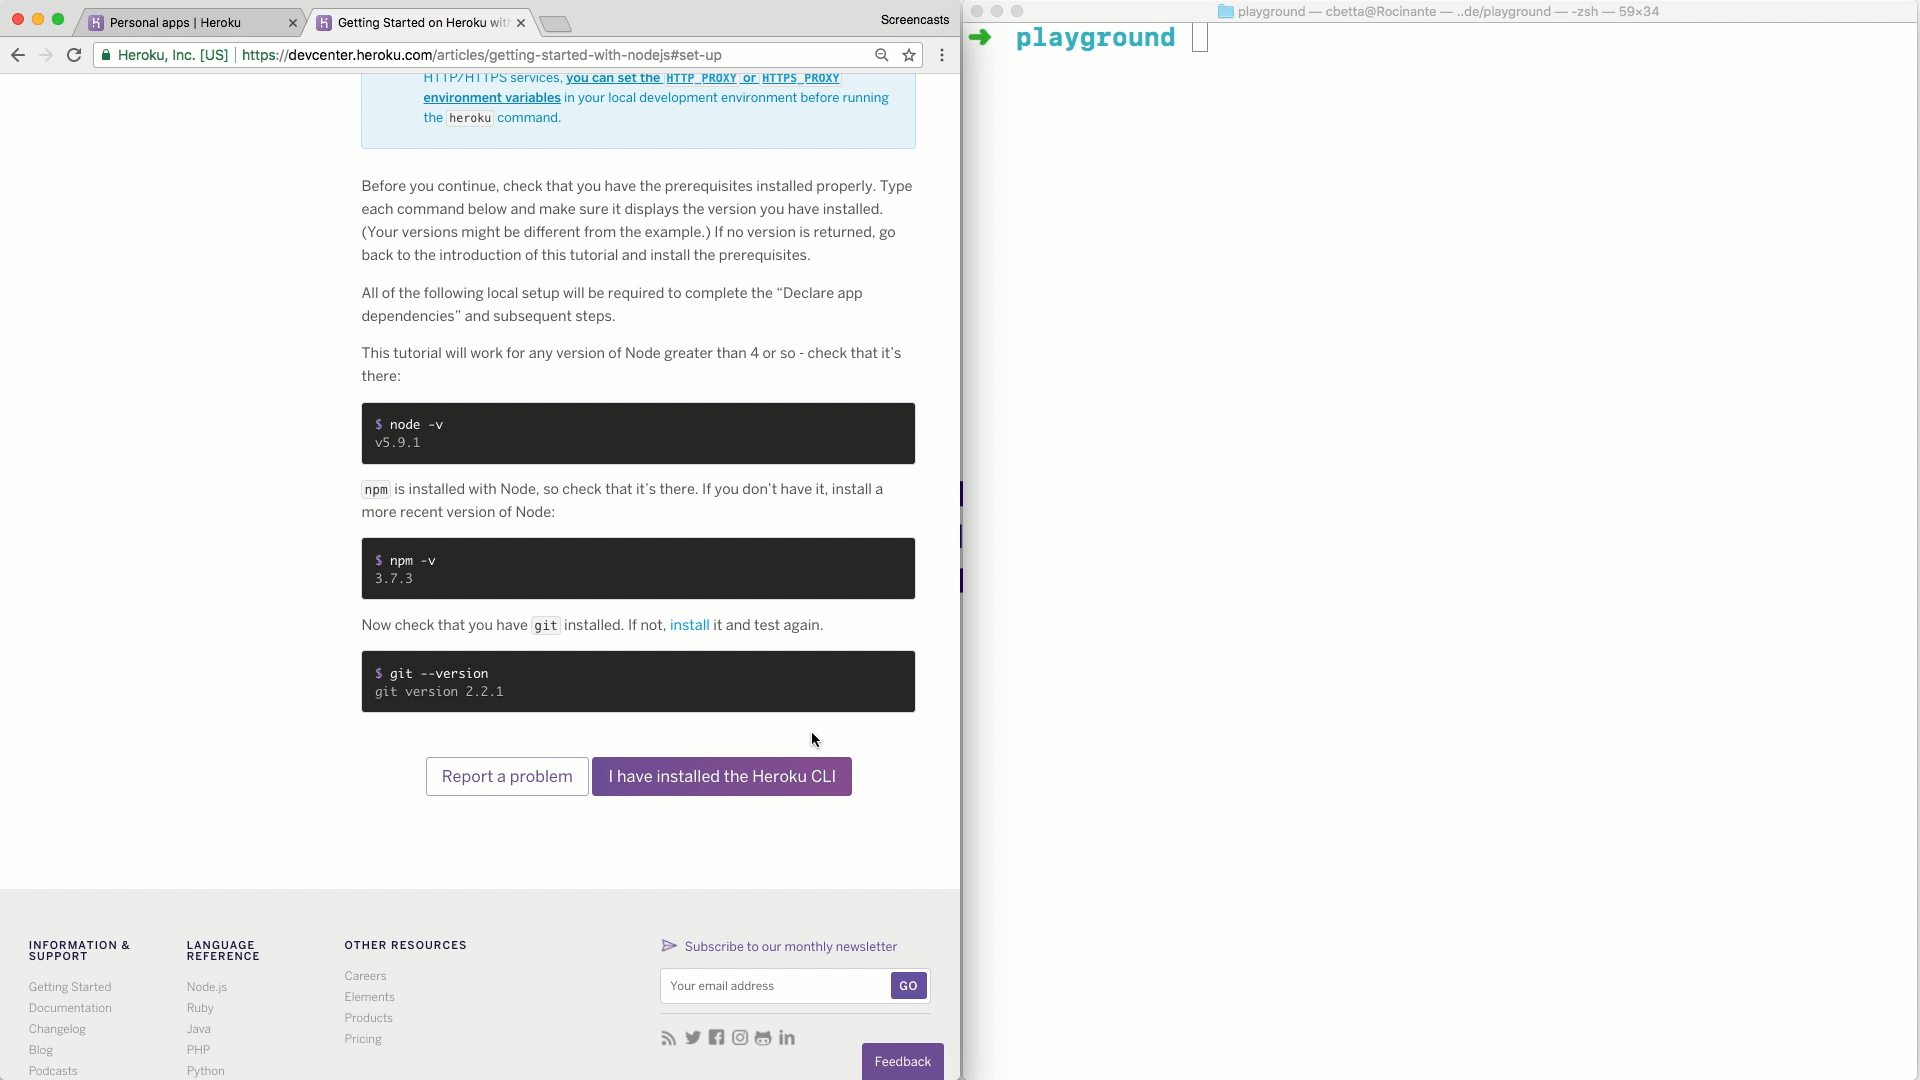 Personal apps | Heroku
Getting Started on Heroku with
Screencasts
Heroku, Inc. [US]
https://devcenter.heroku.com/articles/getting-started-with-nodejs#set-up
HTTP/HTTPS services, you can set the HTTP_PROXY or HTTPS_PROXY
environment variables in your local development environment before running
the heroku command.
Before you continue, check that you have the prerequisites installed properly. Type
each command below and make sure it displays the version you have installed.
(Your versions might be different from the example.) If no version is returned, go
back to the introduction of this tutorial and install the prerequisites.
All of the following local setup will be required to complete the “Declare app
dependencies” and subsequent steps.
This tutorial will work for any version of Node greater than 4 or so - check that it’s
there:
$ node -v
v5.9.1
npm is installed with Node, so check that it’s there. If you don’t have it, install a
more recent version of Node:
$ npm -v
3.7.3
Now check that you have git installed. If not, install it and test again.
$ git --version
git version 2.2.1
Report a problem
I have installed the Heroku CLI
INFORMATION &
SUPPORT
Getting Started
Documentation
Changelog
Blog
Podcasts
LANGUAGE
REFERENCE
Node.js
Ruby
Java
PHP
Python
OTHER RESOURCES
Careers
Elements
Products
Pricing
Subscribe to our monthly newsletter
Your email address
GO
Feedback
playground — cbetta@Rocinante — ..de/playground — -zsh — 59×34
➜ playground